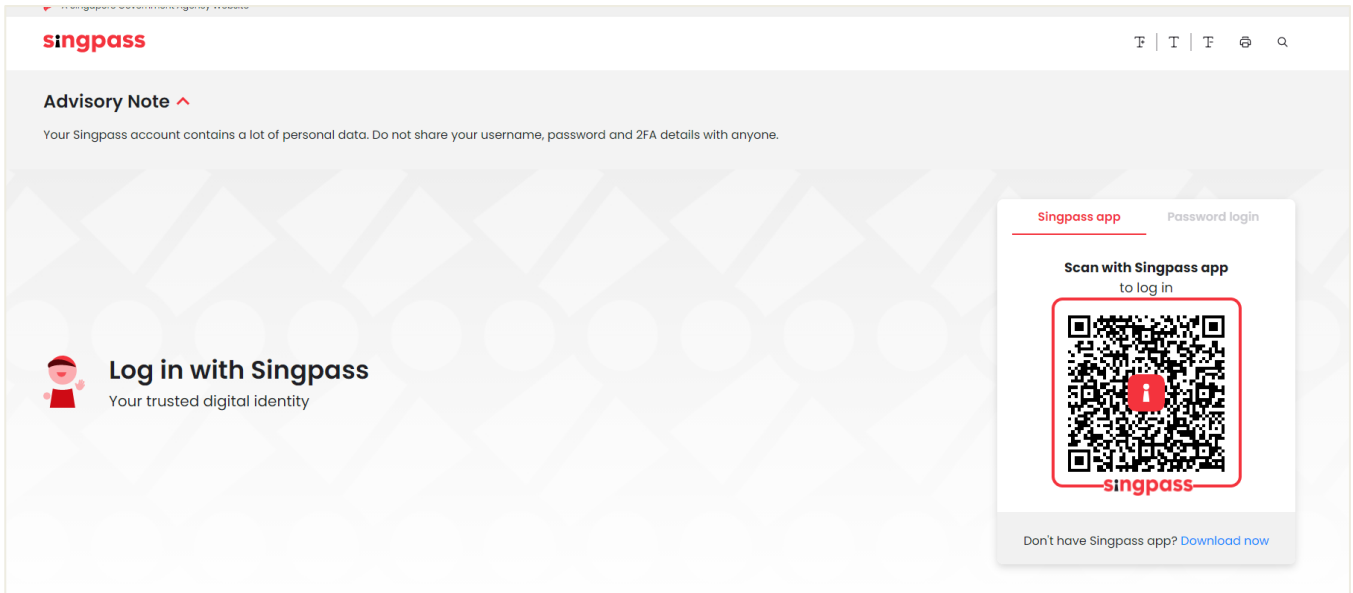 singpass
Advisory Note
Your Singpass account contains a lot of personal data. Do not share your username, password and 2FA details with anyone.
Singpass app Password login
Scan with Singpass app
to log in
Log in with Singpass
Your trusted digital identity
singpass
Don't have Singpass app? Download now